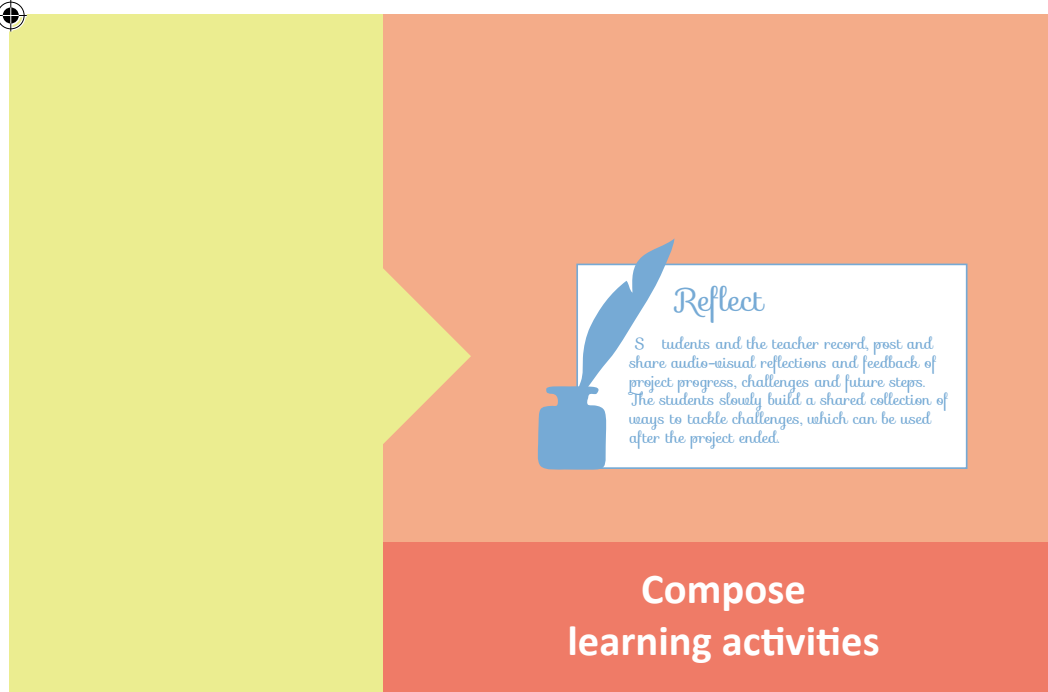 Reflect
S tudents and the teacher record, post and
share audio-visual reflections and feedback of
project progress, challenges and future steps.
The students slowly build a shared collection of
ways to tackle challenges, which can be used
after the project ended.
Compose
learning activities